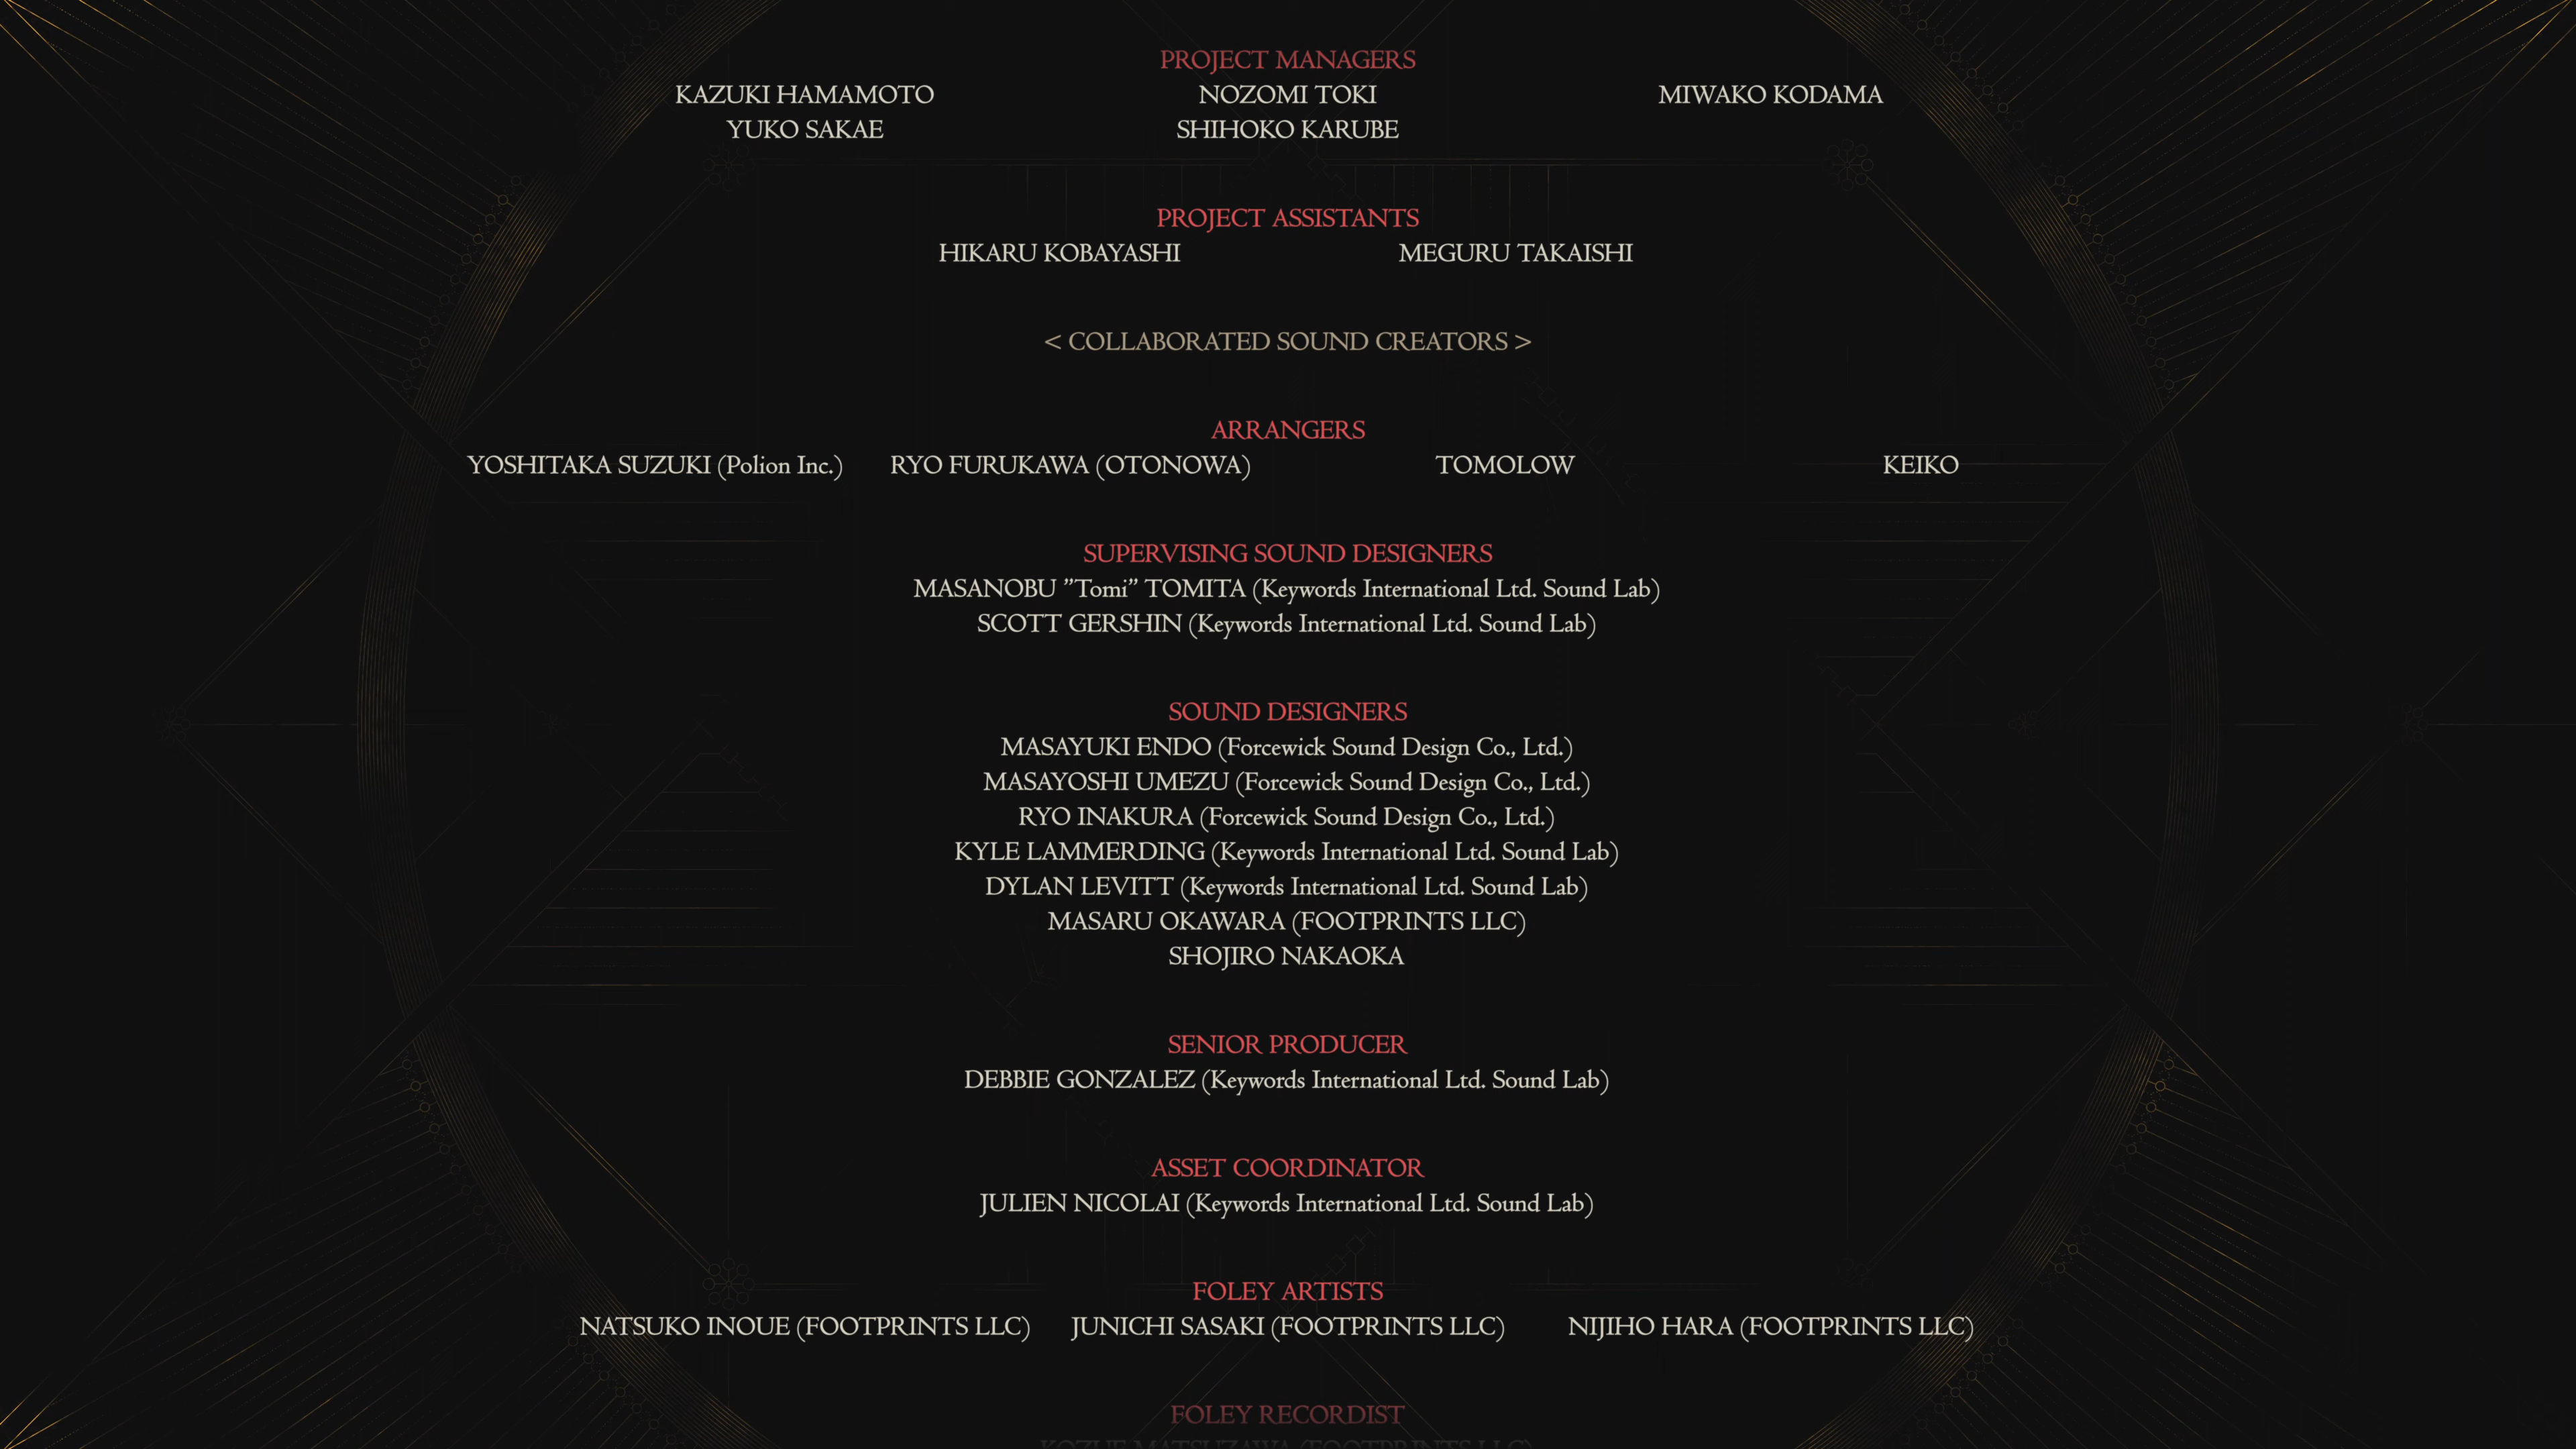 PROJECT MANAGERS
KAZUKI HAMAMOTO NOZOMI TOKI MIWAKO KODAMA
YUKO SAKAE SHIHOKO KARUBE
PROJECT ASSISTANTS
HIKARU KOBAYASHI MEGURU TAKAISHI
< COLLABORATED SOUND CREATORS >
ARRANGERS
YOSHITAKA SUZUKI (Polion Inc.) RYO FURUKAWA (OTONOWA) TOMOLOW KEIKO
SUPERVISING SOUND DESIGNERS
MASANOBU ”Tomi” TOMITA (Keywords International Ltd. Sound Lab)
SCOTT GERSHIN (Keywords International Ltd. Sound Lab)
SOUND DESIGNERS
MASAYUKI ENDO (Forcewick Sound Design Co., Ltd.)
MASAYOSHI UMEZU (Forcewick Sound Design Co., Ltd.)
RYO INAKURA (Forcewick Sound Design Co., Ltd.)
KYLE LAMMERDING (Keywords International Ltd. Sound Lab)
DYLAN LEVITT (Keywords International Ltd. Sound Lab)
MASARU OKAWARA (FOOTPRINTS LLC)
SHOJIRO NAKAOKA
SENIOR PRODUCER
DEBBIE GONZALEZ (Keywords International Ltd. Sound Lab)
ASSET COORDINATOR
JULIEN NICOLAI (Keywords International Ltd. Sound Lab)
FOLEY ARTISTS
NATSUKO INOUE (FOOTPRINTS LLC) JUNICHI SASAKI (FOOTPRINTS LLC) NIJIHO HARA (FOOTPRINTS LLC)
FOLEY RECORDIST